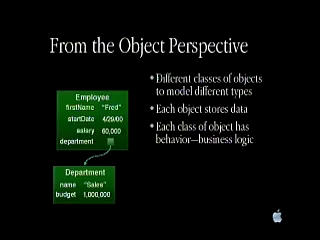 From the Object Perspective
Employee
firstName "Fred"
startDate 4/29/00
salary 60,000
department
Department
name "Sales"
budget 1,000,000
Different classes of objects
to model different types
Each object stores data
Each class of object has
behavior—business logic